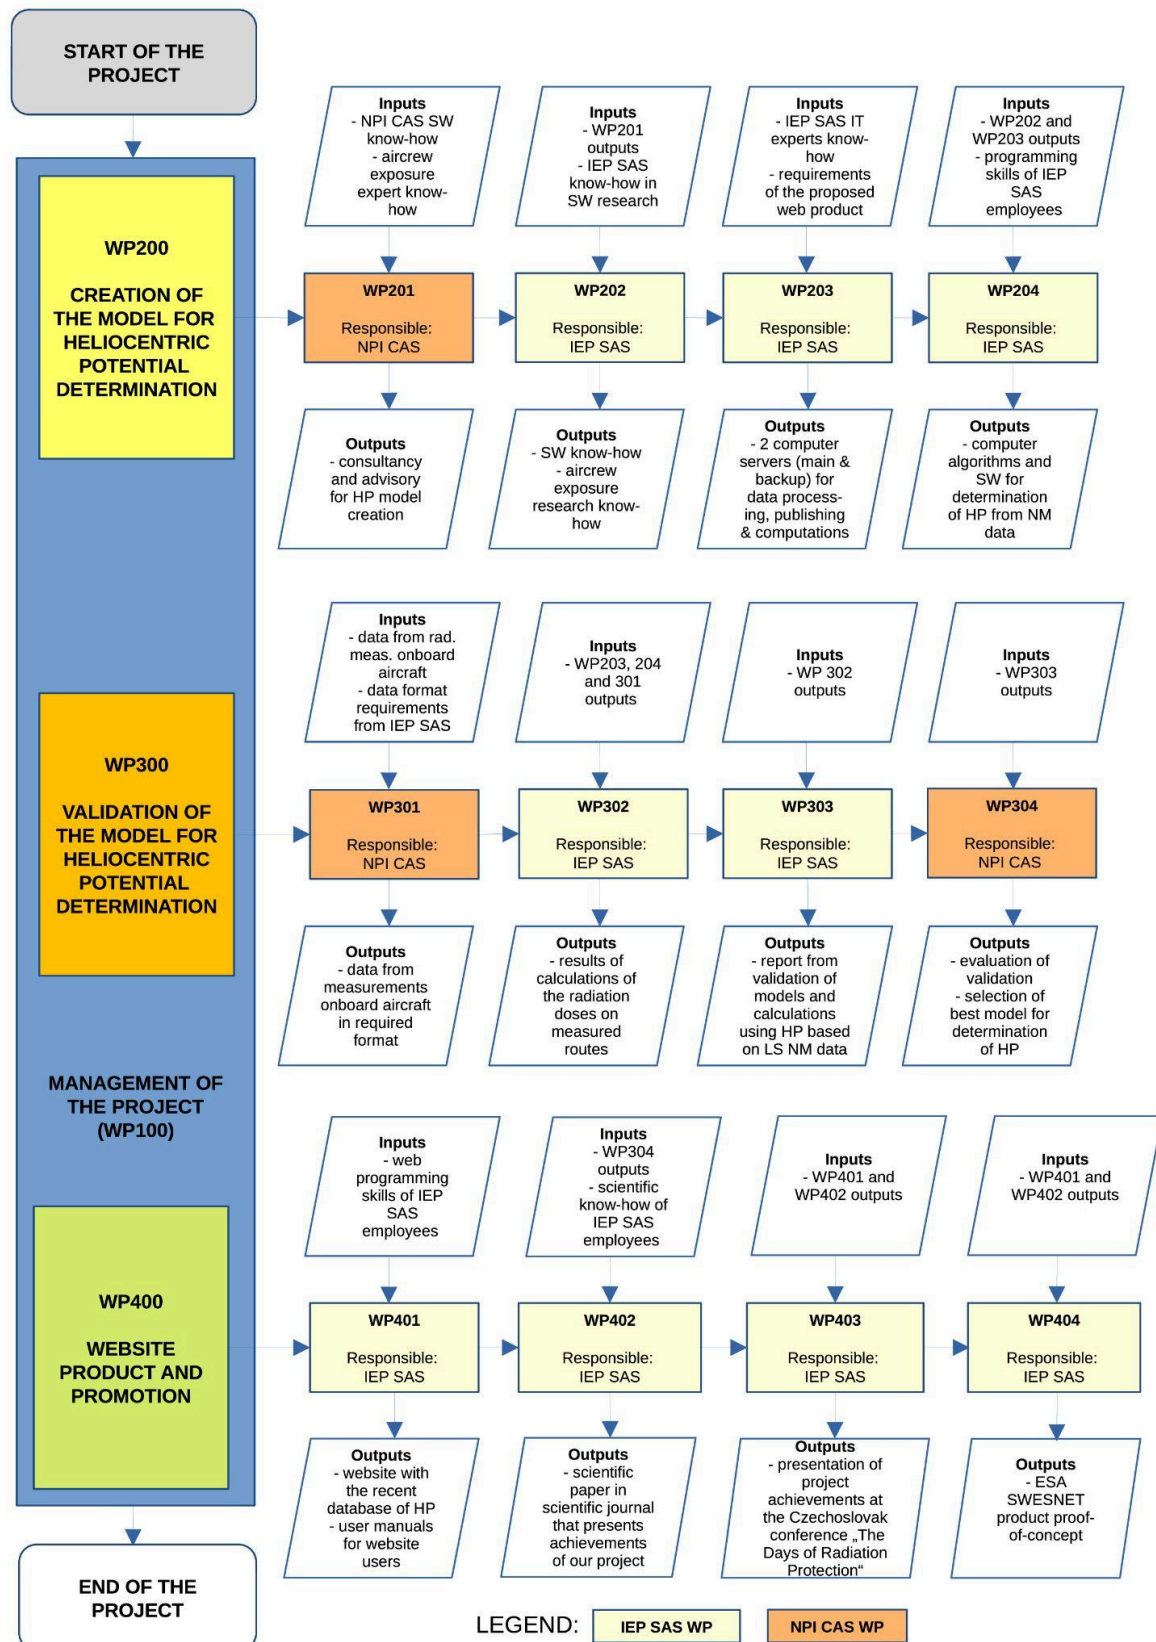 START OF THE
PROJECT
Inputs
- NPI CAS SW
know-how
- aircrew
exposure
expert know-
how
Inputs
- WP201
outputs
- IEP SAS
know-how in
SW research
Inputs
- IEP SAS IT
experts know-
how
- requirements
of the proposed
web product
Inputs
- WP202 and
WP203 outputs
- programming
skills of IEP
SAS
employees
WP200
CREATION OF
THE MODEL FOR
HELIOCENTRIC
POTENTIAL
DETERMINATION
WP201
Responsible:
NPI CAS
WP202
Responsible:
IEP SAS
WP203
Responsible:
IEP SAS
WP204
Responsible:
IEP SAS
Outputs
- consultancy
and advisory
for HP model
creation
Outputs
- SW know-how
- aircrew
exposure
research know-
how
Outputs
- 2 computer
servers (main &
backup) for
data process-
ing, publishing
& computations
Outputs
- computer
algorithms and
SW for
determination
of HP from NM
data
Inputs
- data from rad.
meas. onboard
aircraft
- data format
requirements
from IEP SAS
Inputs
- WP203, 204
and 301
outputs
Inputs
- WP 302
outputs
Inputs
- WP303
outputs
WP300
VALIDATION OF
THE MODEL FOR
HELIOCENTRIC
POTENTIAL
DETERMINATION
WP301
Responsible:
NPI CAS
WP302
Responsible:
IEP SAS
WP303
Responsible:
IEP SAS
WP304
Responsible:
NPI CAS
Outputs
- data from
measurements
onboard aircraft
in required
format
Outputs
- results of
calculations of
the radiation
doses on
measured
routes
Outputs
- report from
validation of
models and
calculations
using HP based
on LS NM data
Outputs
- evaluation of
validation
- selection of
best model for
determination
of HP
MANAGEMENT OF
THE PROJECT
(WP100)
Inputs
- web
programming
skills of IEP
SAS
employees
Inputs
- WP304
outputs
- scientific
know-how of
IEP SAS
employees
Inputs
- WP401 and
WP402 outputs
Inputs
- WP401 and
WP402 outputs
WP400
WEBSITE
PRODUCT AND
PROMOTION
WP401
Responsible:
IEP SAS
WP402
Responsible:
IEP SAS
WP403
Responsible:
IEP SAS
WP404
Responsible:
IEP SAS
Outputs
- website with
the recent
database of HP
- user manuals
for website
users
Outputs
- scientific
paper in
scientific journal
that presents
achievements
of our project
Outputs
- presentation of
project
achievements at
the Czechoslovak
conference „The
Days of Radiation
Protection“
Outputs
- ESA
SWESNET
product proof-
of-concept
END OF THE
PROJECT
LEGEND:
IEP SAS WP
NPI CAS WP